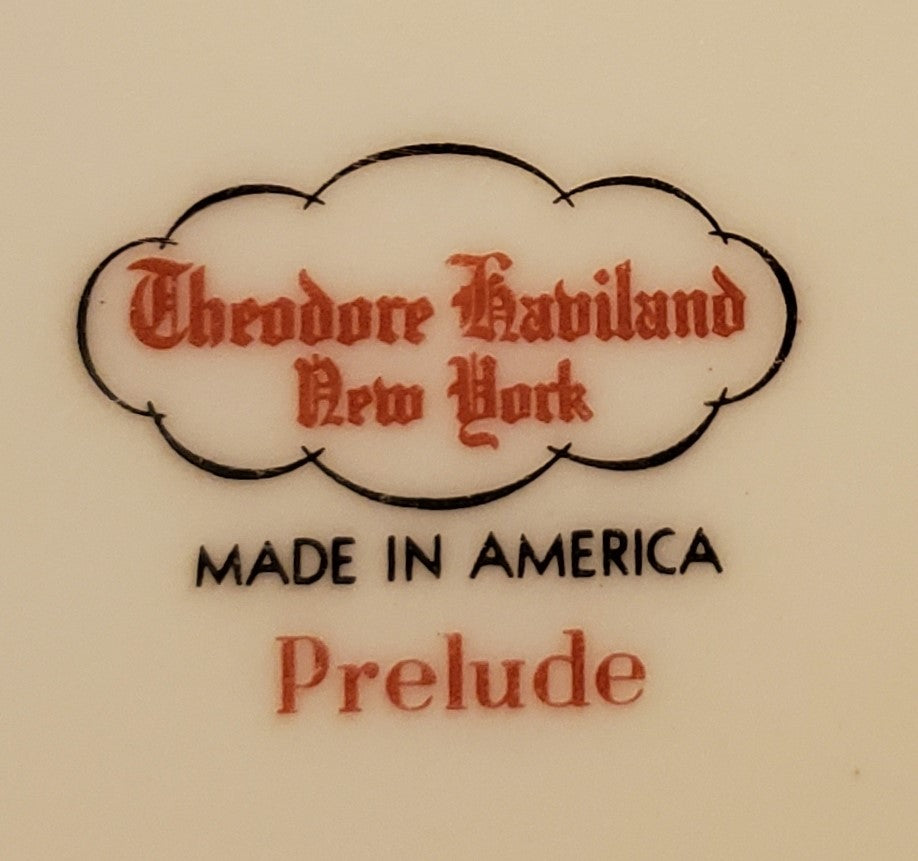 Theodore Haviland
New York
MADE IN AMERICA
Prelude